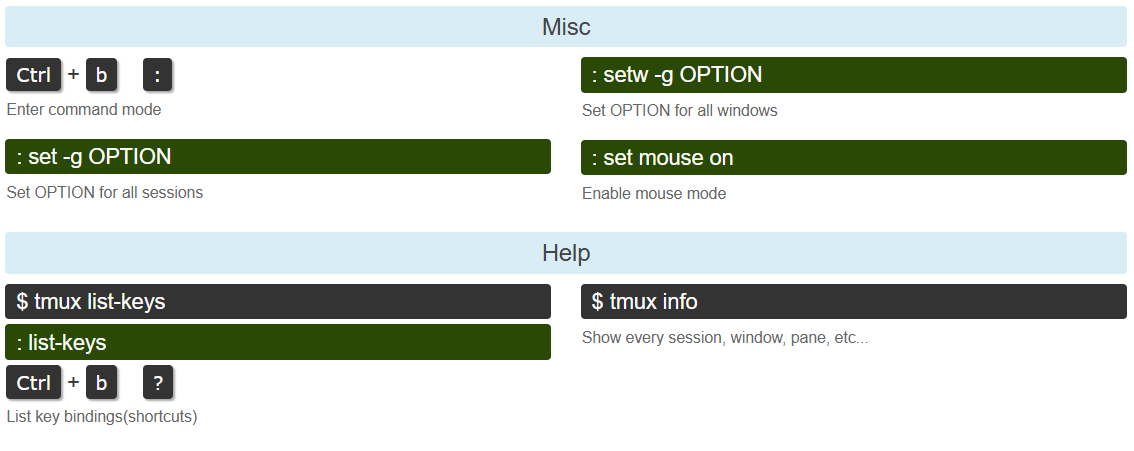 Misc
Ctrl + b :
Enter command mode
: set -g OPTION
Set OPTION for all sessions
: setw -g OPTION
Set OPTION for all windows
: set mouse on
Enable mouse mode
Help
$ tmux list-keys
: list-keys
Ctrl + b ?
List key bindings(shortcuts)
$ tmux info
Show every session, window, pane, etc...